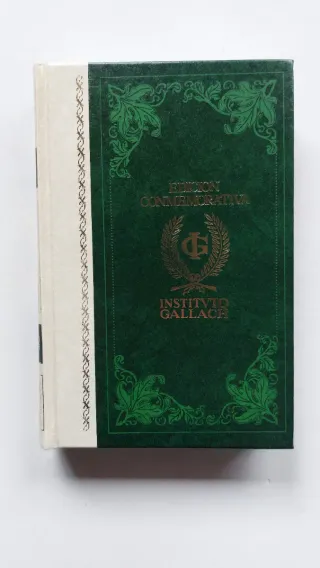 EDICION
CONMEMORATIVA
IG
INSTITVTO
GALLACH